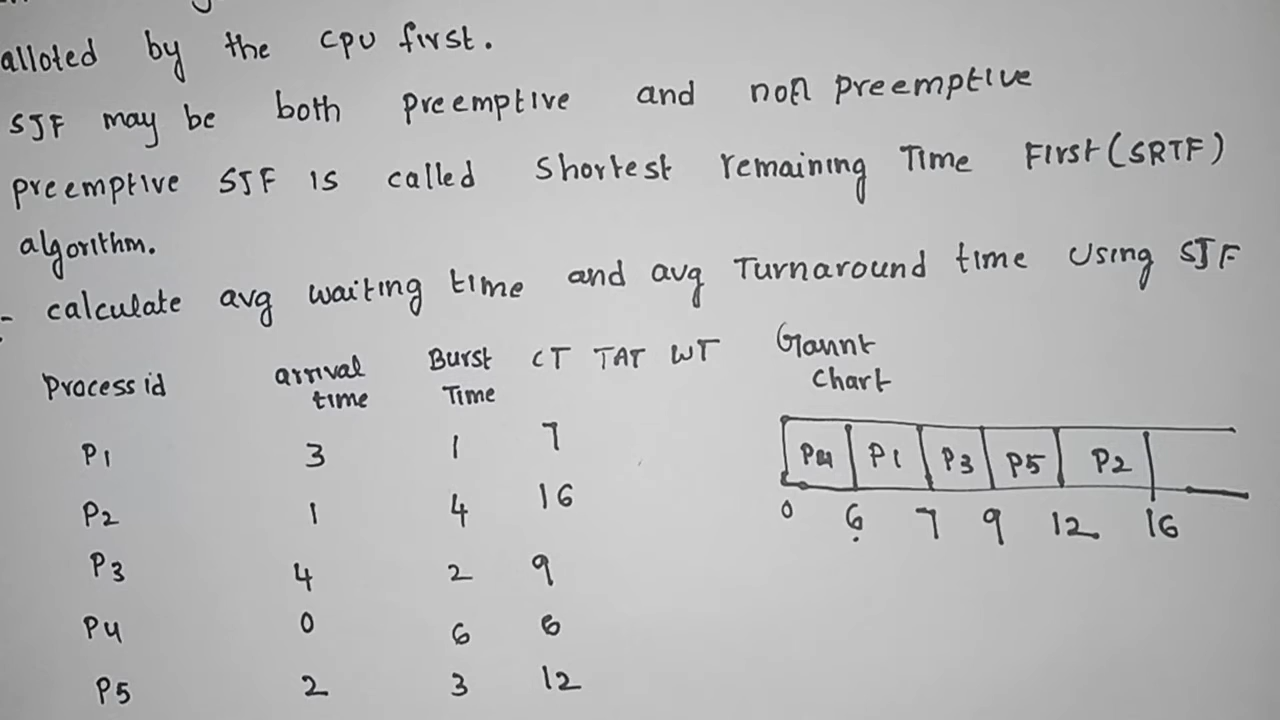 alloted by the cpu first.
SJF may be both preemptive and non preemptive
preemptive SJF is called shortest remaining Time First (SRTF)
algorithm.
- calculate avg waiting time and avg Turnaround time using SJF
Process id arrival time Burst Time CT TAT WT
Gannt chart
P1 3 1 7
P2 1 4 16
P3 4 2 9
P4 0 6 6
P5 2 3 12
P4 P1 P3 P5 P2
0 6 7 9 12 16